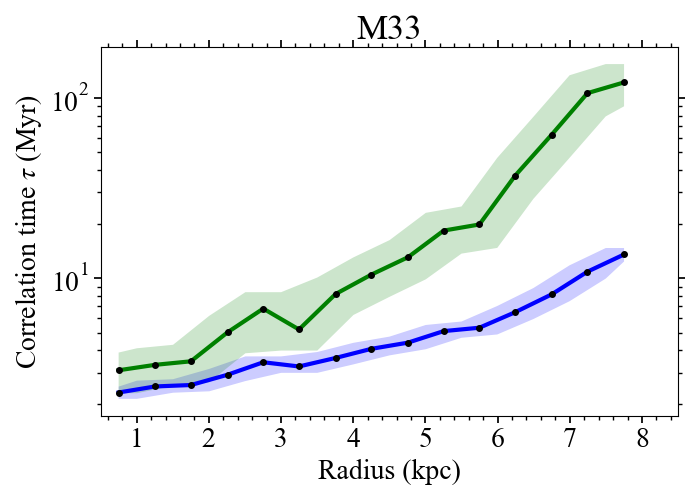 M33
10²
10¹
Correlation time τ (Myr)
1 2 3 4 5 6 7 8
Radius (kpc)